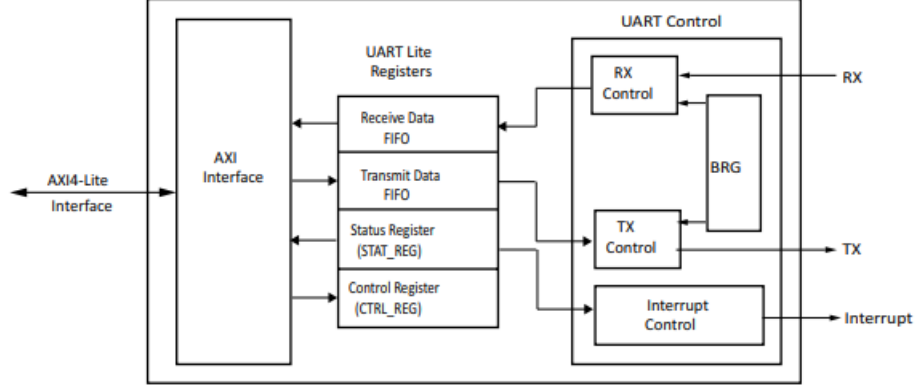 UART Control
UART Lite
Registers
RX
Control
RX
Receive Data
FIFO
BRG
AXI
Interface
AXI4-Lite
Interface
Transmit Data
FIFO
Status Register
(STAT_REG)
TX
Control
TX
Control Register
(CTRL_REG)
Interrupt
Control
Interrupt